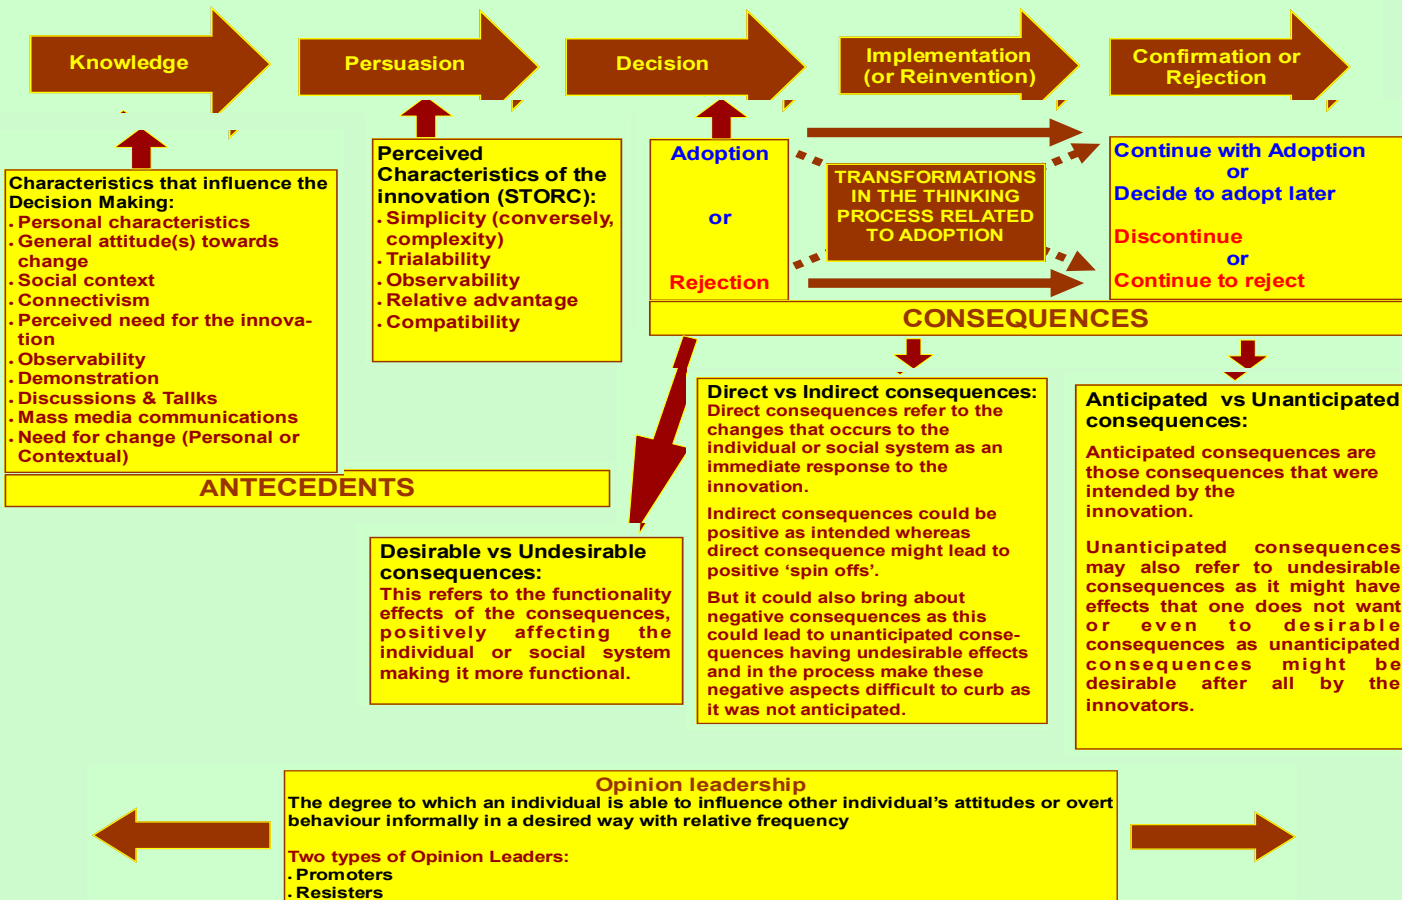 Knowledge
Persuasion
Decision
Implementation
(or Reinvention)
Confirmation or
Rejection
Characteristics that influence the
Decision Making:
• Personal characteristics
• General attitude(s) towards
change
• Social context
• Connectivism
• Perceived need for the innova-
tion
• Observability
• Demonstration
• Discussions & Tallks
• Mass media communications
• Need for change (Personal or
Contextual)
ANTECEDENTS
Perceived
Characteristics of the
innovation (STORC):
• Simplicity (conversely,
complexity)
• Trialability
• Observability
• Relative advantage
• Compatibility
Adoption
or
Rejection
TRANSFORMATIONS
IN THE THINKING
PROCESS RELATED
TO ADOPTION
Continue with Adoption
or
Decide to adopt later
Discontinue
or
Continue to reject
CONSEQUENCES
Desirable vs Undesirable
consequences:
This refers to the functionality
effects of the consequences,
positively affecting the
individual or social system
making it more functional.
Direct vs Indirect consequences:
Direct consequences refer to the
changes that occurs to the
individual or social system as an
immediate response to the
innovation.
Indirect consequences could be
positive as intended whereas
direct consequence might lead to
positive ‘spin offs’.
But it could also bring about
negative consequences as this
could lead to unanticipated conse-
quences having undesirable effects
and in the process make these
negative aspects difficult to curb as
it was not anticipated.
Anticipated vs Unanticipated
consequences:
Anticipated consequences are
those consequences that were
intended by the
innovation.
Unanticipated consequences
may also refer to undesirable
consequences as it might have
effects that one does not want
or even to desirable
consequences as unanticipated
consequences might be
desirable after all by the
innovators.
Opinion leadership
The degree to which an individual is able to influence other individual’s attitudes or overt
behaviour informally in a desired way with relative frequency
Two types of Opinion Leaders:
• Promoters
• Resisters